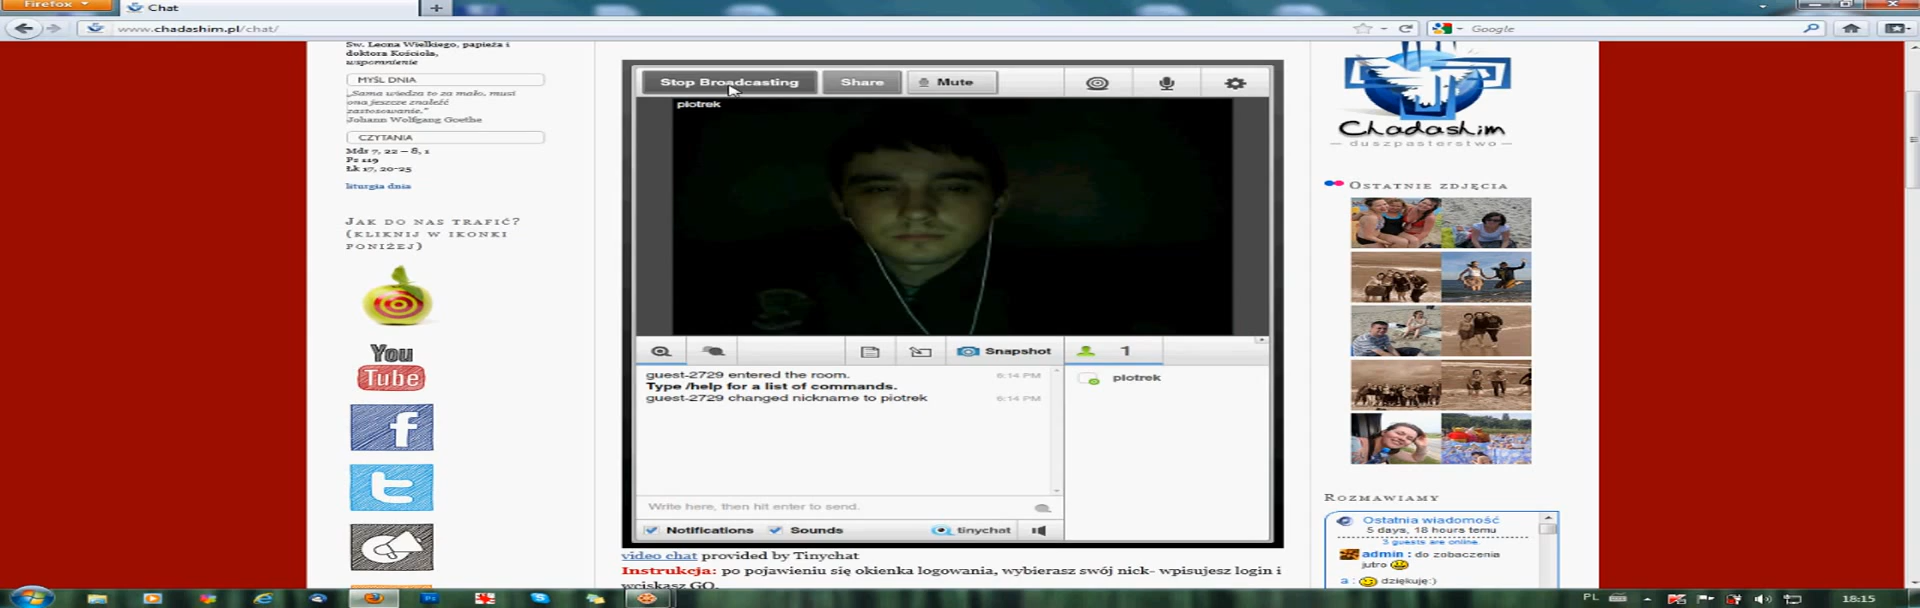 Firefox
Chat
www.chadashim.pl/chat/
Google
Św. Leona Wielkiego, papieża i
doktora Kościoła,
wspomnienie
MYŚL DNIA
„Sama wiedza to za mało, musi
ona jeszcze znaleźć
zastosowanie."
Johann Wolfgang Goethe
CZYTANIA
Mdr 7, 22 – 8, 1
Ps 119
Łk 17, 20-25
liturgia dnia
Jak do nas trafić?
(kliknij w ikonki
poniżej)
You
Tube
Stop Broadcasting
Share
Mute
piotrek
Snapshot
1
guest-2729 entered the room.
6:14 PM
Type /help for a list of commands.
guest-2729 changed nickname to piotrek
6:14 PM
piotrek
Write here, then hit enter to send.
Notifications
Sounds
tinychat
video chat provided by Tinychat
Instrukcja: po pojawieniu się okienka logowania, wybierasz swój nick- wpisujesz login i
wciskasz GO.
Chadashim
— duszpasterstwo —
Ostatnie zdjęcia
Rozmawiamy
Ostatnia wiadomość
5 days, 18 hours temu
3 guests are online.
admin : do zobaczenia
jutro
a : dziękuję:)
PL
18:15